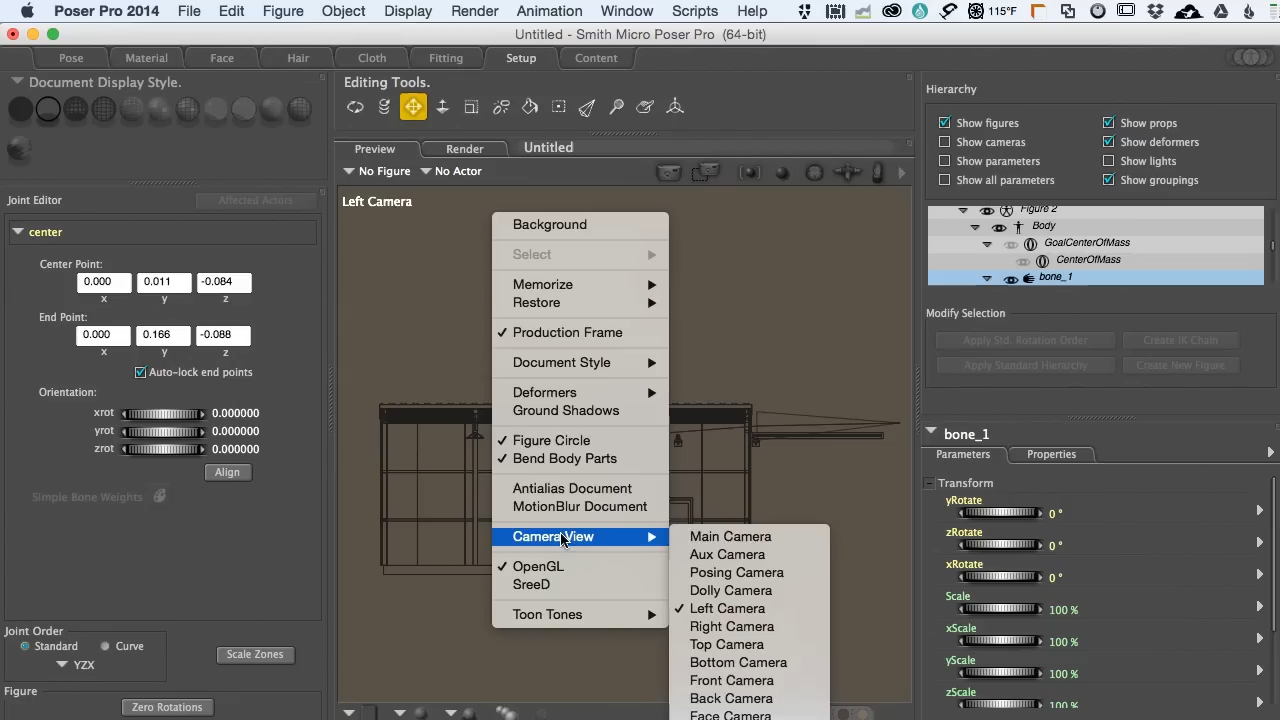 Poser Pro 2014 File Edit Figure Object Display Render Animation Window Scripts Help 115°F
Untitled - Smith Micro Poser Pro (64-bit)
Pose Material Face Hair Cloth Fitting Setup Content
Document Display Style.
Editing Tools.
Hierarchy
Show figures Show props
Show cameras Show deformers
Show parameters Show lights
Show all parameters Show groupings
Preview Render Untitled
No Figure No Actor
Left Camera
Joint Editor Affected Actors
center
Center Point:
0.000 0.011 -0.084
x y z
End Point:
0.000 0.166 -0.088
x y z
Auto-lock end points
Orientation:
xrot 0.000000
yrot 0.000000
zrot 0.000000
Align
Simple Bone Weights
Joint Order
Standard Curve
YZX
Scale Zones
Figure
Zero Rotations
Background
Select
Memorize
Restore
Production Frame
Document Style
Deformers
Ground Shadows
Figure Circle
Bend Body Parts
Antialias Document
MotionBlur Document
Camera View
OpenGL
SreeD
Toon Tones
Main Camera
Aux Camera
Posing Camera
Dolly Camera
Left Camera
Right Camera
Top Camera
Bottom Camera
Front Camera
Back Camera
Face Camera
Figure 2
Body
GoalCenterOfMass
CenterOfMass
bone_1
Modify Selection
Apply Std. Rotation Order Create IK Chain
Apply Standard Hierarchy Create New Figure
bone_1
Parameters Properties
Transform
yRotate
0 °
zRotate
0 °
xRotate
0 °
Scale
100 %
xScale
100 %
yScale
100 %
zScale
100 %